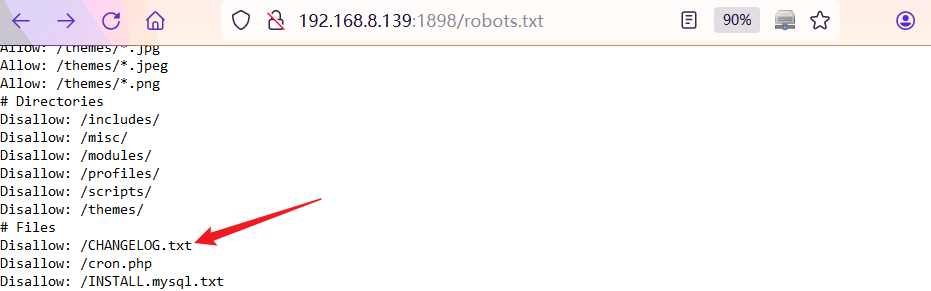 192.168.8.139:1898/robots.txt
90%
Allow: /themes/*.jpg
Allow: /themes/*.jpeg
Allow: /themes/*.png
# Directories
Disallow: /includes/
Disallow: /misc/
Disallow: /modules/
Disallow: /profiles/
Disallow: /scripts/
Disallow: /themes/
# Files
Disallow: /CHANGELOG.txt
Disallow: /cron.php
Disallow: /INSTALL.mysql.txt